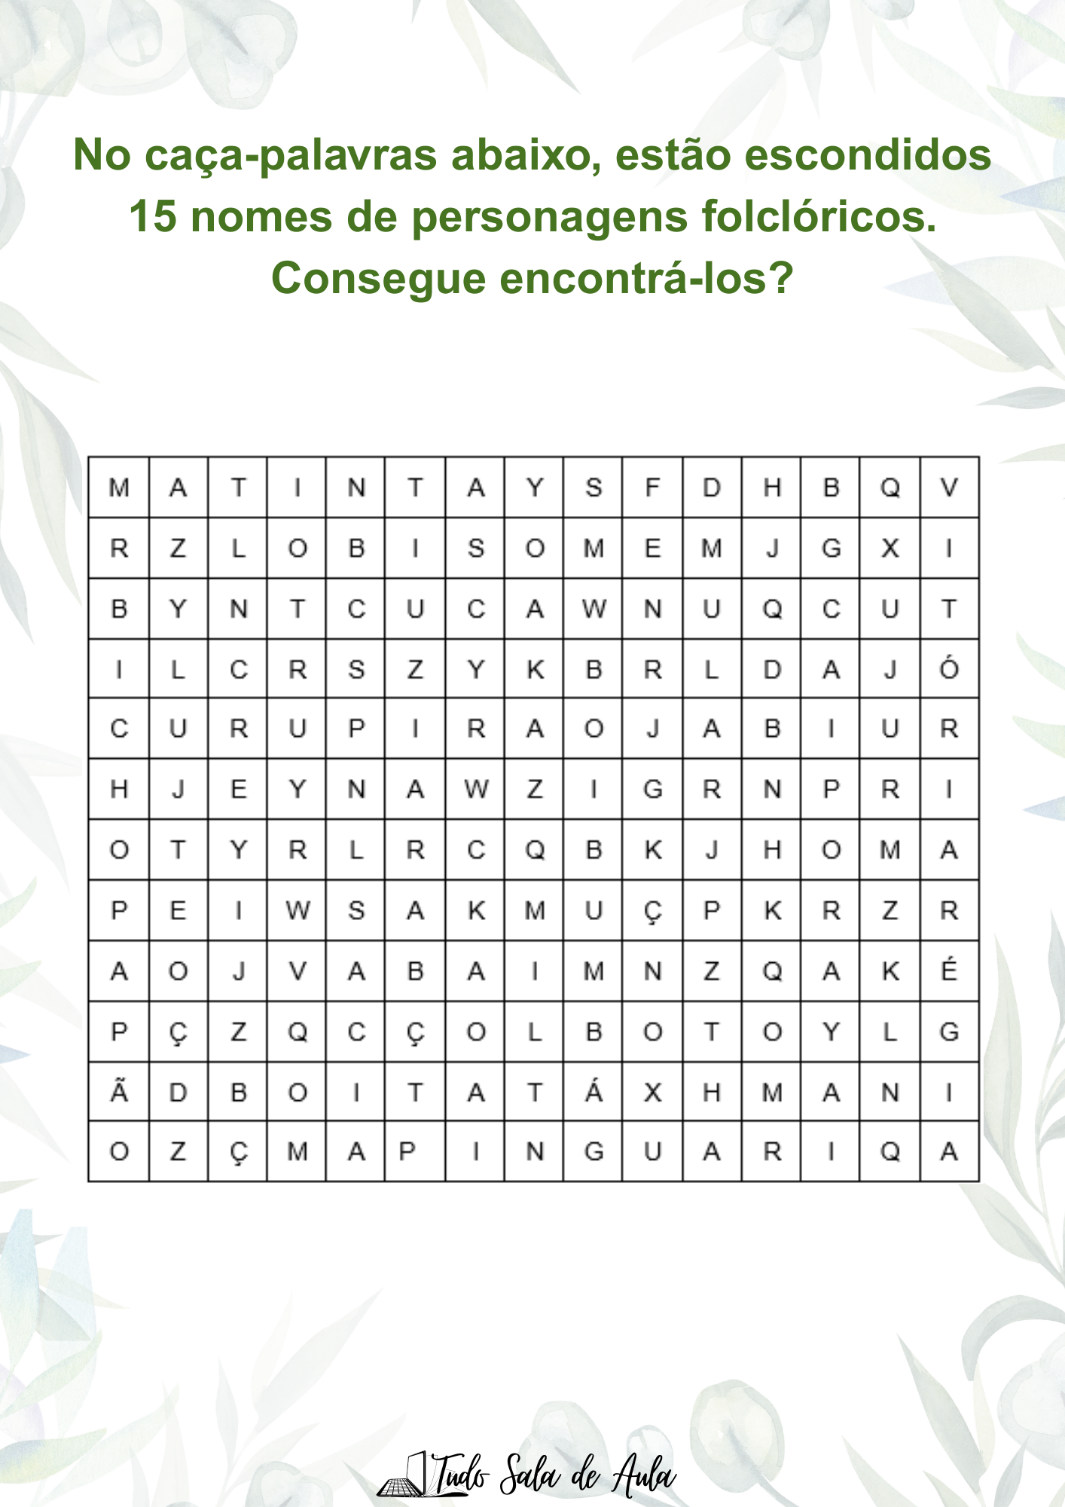 No caça-palavras abaixo, estão escondidos
15 nomes de personagens folclóricos.
Consegue encontrá-los?
M A T I N T A Y S F D H B Q V
R Z L O B I S O M E M J G X I
B Y N T C U C A W N U Q C U T
I L C R S Z Y K B R L D A J Ó
C U R U P I R A O J A B I U R
H J E Y N A W Z I G R N P R I
O T Y R L R C Q B K J H O M A
P E I W S A K M U Ç P K R Z R
A O J V A B A I M N Z Q A K É
P Ç Z Q C Ç O L B O T O Y L G
Ã D B O I T A T Á X H M A N I
O Z Ç M A P I N G U A R I Q A
Tudo Sala de Aula